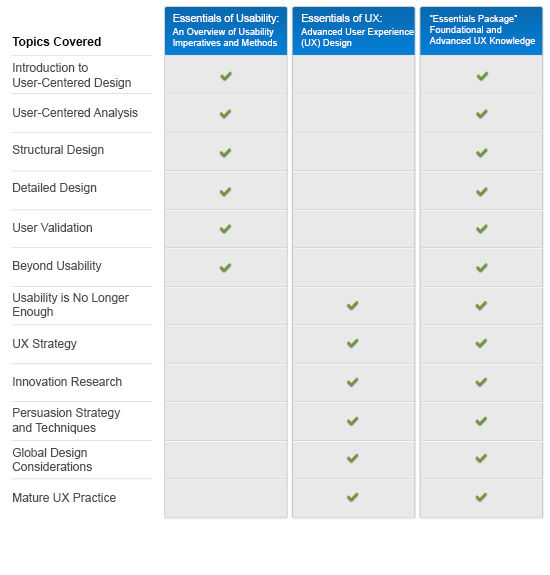 Topics Covered
Essentials of Usability:
An Overview of Usability
Imperatives and Methods
Essentials of UX:
Advanced User Experience
(UX) Design
"Essentials Package"
Foundational and
Advanced UX Knowledge
Introduction to
User-Centered Design
User-Centered Analysis
Structural Design
Detailed Design
User Validation
Beyond Usability
Usability is No Longer
Enough
UX Strategy
Innovation Research
Persuasion Strategy
and Techniques
Global Design
Considerations
Mature UX Practice